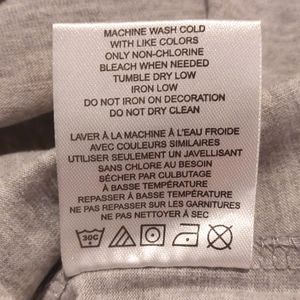 MACHINE WASH COLD
WITH LIKE COLORS
ONLY NON-CHLORINE
BLEACH WHEN NEEDED
TUMBLE DRY LOW
IRON LOW
DO NOT IRON ON DECORATION
DO NOT DRY CLEAN
LAVER À LA MACHINE À L'EAU FROIDE
AVEC COULEURS SIMILAIRES
UTILISER SEULEMENT UN JAVELLISANT
SANS CHLORE AU BESOIN
SÉCHER PAR CULBUTAGE
À BASSE TEMPÉRATURE
REPASSER À BASSE TEMPÉRATURE
NE PAS REPASSER SUR LES GARNITURES
NE PAS NETTOYER À SEC
30C